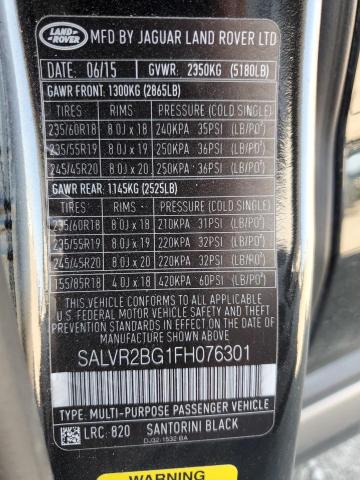 LAND ROVER MFD BY JAGUAR LAND ROVER LTD
DATE: 06/15 GVWR: 2350KG (5180LB)
GAWR FRONT: 1300KG (2865LB)
TIRES RIMS PRESSURE (COLD SINGLE)
235/60R18 8.0J x 18 240KPA 35PSI (LB/PO²)
235/55R19 8.0J x 19 250KPA 36PSI (LB/PO²)
245/45R20 8.0J x 20 250KPA 36PSI (LB/PO²)
GAWR REAR: 1145KG (2525LB)
TIRES RIMS PRESSURE (COLD SINGLE)
235/60R18 8.0J x 18 210KPA 31PSI (LB/PO²)
235/55R19 8.0J x 19 220KPA 32PSI (LB/PO²)
245/45R20 8.0J x 20 220KPA 32PSI (LB/PO²)
155/85R18 4.0J x 18 420KPA 60PSI (LB/PO²)
THIS VEHICLE CONFORMS TO ALL APPLICABLE
U.S. FEDERAL MOTOR VEHICLE SAFETY AND
THEFT PREVENTION STANDARDS IN EFFECT ON
THE DATE OF MANUFACTURE SHOWN ABOVE.
SALVR2BG1FH076301
TYPE: MULTI-PURPOSE PASSENGER VEHICLE
LRC: 820 SANTORINI BLACK
DJ32-1532-BA
WARNING